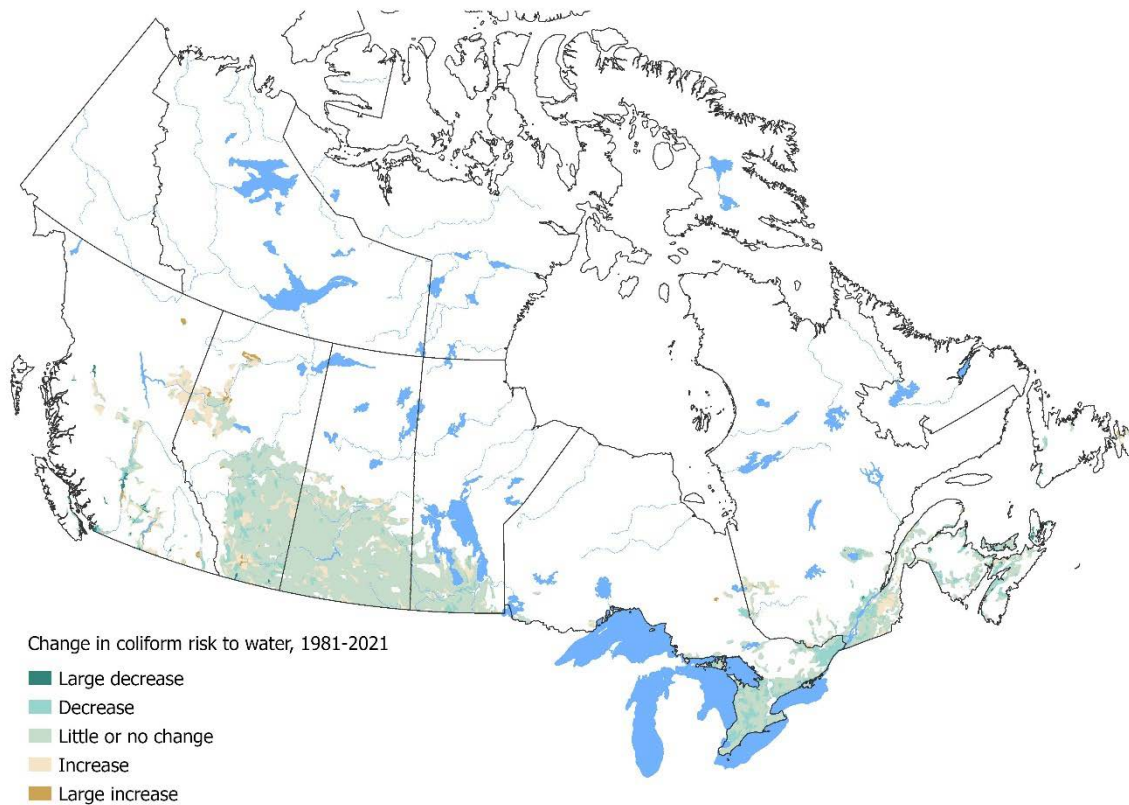 Change in coliform risk to water, 1981-2021
Large decrease
Decrease
Little or no change
Increase
Large increase